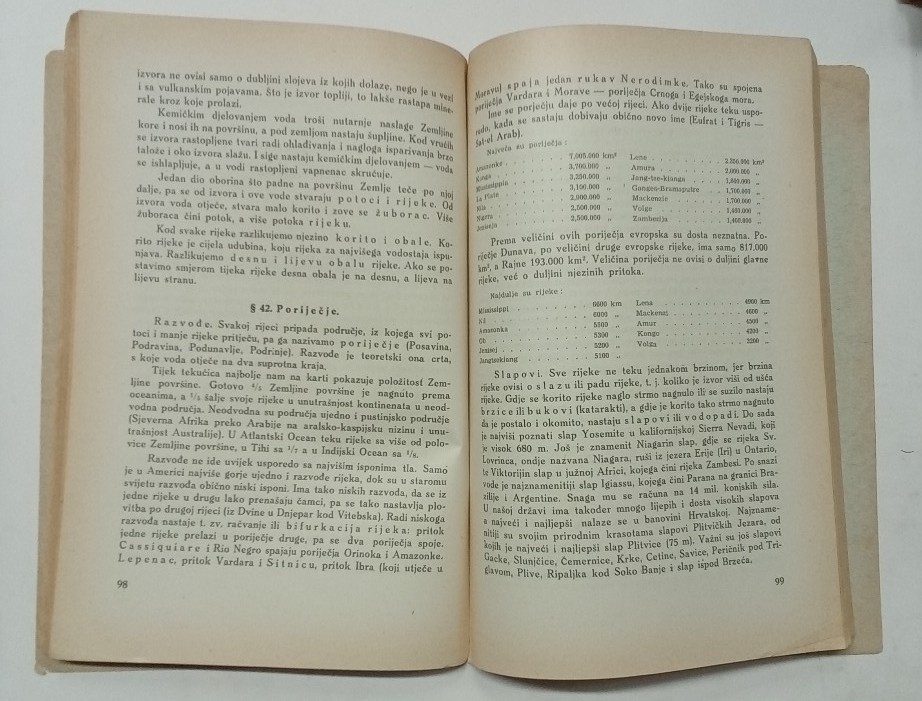 izvora ne ovisi samo o dubljini slojeva iz kojih dolaze, nego je u vezi
i sa vulkanskim pojavama. Što je izvor topliji, to lakše rastapa mine-
rale kroz koje prolazi.
Kemičkim djelovanjem voda troši nutarnje naslage Zemljine
kore i nosi ih na površinu, a pod zemljom nastaju šupljine. Kod vrućih
se izvora rastopljene tvari radi ohlađivanja i nagloga isparivanja brzo
talože i oko izvora slažu. I sige nastaju kemičkim djelovanjem — voda
se ishlapljuje, a u vodi rastopljeni vapnenac skrućuje.
Jedan dio oborina što padne na površinu Zemlje teče po njoj
dalje, pa se od izvora i ove vode stvaraju potoci i rijeke. Od
izvora voda otječe, stvara malo korito i zove se žuborac. Više
žuboraca čini potok, a više potoka rijeku.
Kod svake rijeke razlikujemo njezino korito i obale. Ko-
rito rijeke je cijela udubina, koju rijeka za najvišega vodostaja ispu-
njava. Razlikujemo desnu i lijevu obalu rijeke. Ako se po-
stavimo smjerom tijeka rijeke desna obala je na desnu, a lijeva na
lijevu stranu.
§ 42. Poriječje.
Razvođe. Svakoj rijeci pripada područje, iz kojega svi po-
toci i manje rijeke pritječu, pa ga nazivamo poriječje (Posavina,
Podravina, Podunavlje, Podrinje). Razvođe je teoretski ona crta,
s koje voda otječe na dva suprotna kraja.
Tijek tekućica najbolje nam na karti pokazuje položitost Zem-
ljine površine. Gotovo ⁴/₅ Zemljine površine je nagnuto prema
oceanima, a ¹/₅ šalje svoje rijeke u unutrašnjost kontinenata u neod-
vodna područja. Neodvodna su područja ujedno i pustinjsko područje
(Sjeverna Afrika preko Arabije na aralsko-kaspijsku nizinu i unu-
trašnjost Australije). U Atlantski Ocean teku rijeke sa više od polo-
vice Zemljine površine, u Tihi sa ¹/₇ a u Indijski Ocean sa ¹/₈.
Razvođe ne ide uvijek usporedo sa najvišim isponima tla. Samo
je u Americi najviše gorje ujedno i razvođe rijeka, dok su u staromu
svijetu razvođa obično niski isponi. Ima tako niskih razvođa, da se iz
jedne rijeke u drugu lako prenašaju čamci, pa se tako nastavlja plo-
vitba po drugoj rijeci (iz Dvine u Dnjepar kod Vitebska). Radi niskoga
razvođa nastaje t. zv. račvanje ili bifurkacija rijeka: pritok
jedne rijeke prelazi u poriječje druge, pa se dva poriječja spoje.
Cassiquiare i Rio Negro spajaju poriječja Orinoka i Amazonke.
Lepenac, pritok Vardara i Sitnicu, pritok Ibra (koji utječe u
98
Moravu) spaja jedan rukav Nerodimke. Tako su spojena
poriječja Vardara i Morave — poriječja Crnoga i Egejskoga mora.
Ime se porječju daje po većoj rijeci. Ako dvije rijeke teku uspo-
redo, kada se sastaju dobivaju obično novo ime (Eufrat i Tigris —
Šat-el Arab).
Najveća su poriječja:
Amazonke 7,005.000 km² Lene 2.350.000 km²
Konga 3,700.000 „ Amura 2,000.000 „
Mississippia 3,250.000 „ Jang-tse-kianga 1,800.000 „
La Plate 3,100.000 „ Ganges-Bramaputre 1,700.000 „
Nila 2,900.000 „ Mackenzie 1,700.000 „
Nigera 2,500.000 „ Volge 1,460.000 „
Jeniseja 2,500.000 „ Zambezija 1,400.000 „
Prema veličini ovih poriječja evropska su dosta neznatna. Po-
riječje Dunava, po veličini druge evropske rijeke, ima samo 817.000
km², a Rajne 193.000 km². Veličina poriječja ne ovisi o duljini glavne
rijeke, već o duljini njezinih pritoka.
Najdulje su rijeke:
Mississippi 6600 km Lena 4600 km
Nil 6000 „ Mackenzi 4600 „
Amazonka 5500 „ Amur 4500 „
Ob 5300 „ Kongo 4200 „
Jenisej 5200 „ Volga 3200 „
Jangtsekiang 5100 „
Slapovi. Sve rijeke ne teku jednakom brzinom, jer brzina
rijeke ovisi o slazu ili padu rijeke, t. j. koliko je izvor viši od ušća
rijeke. Gdje se korito rijeke naglo strmo nagnulo ili se suzilo nastaju
brzice ili bukovi (katarakti), a gdje je korito tako strmo nagnuto
da je postalo i okomito, nastaju slapovi ili vodopadi. Do sada
je najviši poznati slap Yosemite u kalifornijskoj Sierra Nevadi, koji
je visok 680 m. Još je znamenit Niagarin slap, gdje se rijeka Sv.
Lovrinca, ondje nazvana Niagara, ruši iz jezera Erije (Iri) u Ontario,
te Viktorijin slap u južnoj Africi, kojega čini rijeka Zambesi. Po snazi
vode je najznamenitiji slap Igiassu, kojega čini Parana na granici Bra-
zilije i Argentine. Snaga mu se računa na 14 mil. konjskih sila.
U našoj državi ima također mnogo lijepih i dosta visokih slapova
a najveći i najljepši nalaze se u banovini Hrvatskoj. Najzname-
nitiji su svojim prirodnim krasotama slapovi Plitvičkih Jezera, od
kojih je najveći i najljepši slap Plitvice (75 m). Važni su još slapovi
Gacke, Slunjčice, Čemernice, Krke, Cetine, Savice, Peričnik pod Tri-
glavom, Plive, Ripaljka kod Soko Banje i slap ispod Brzeća.
99